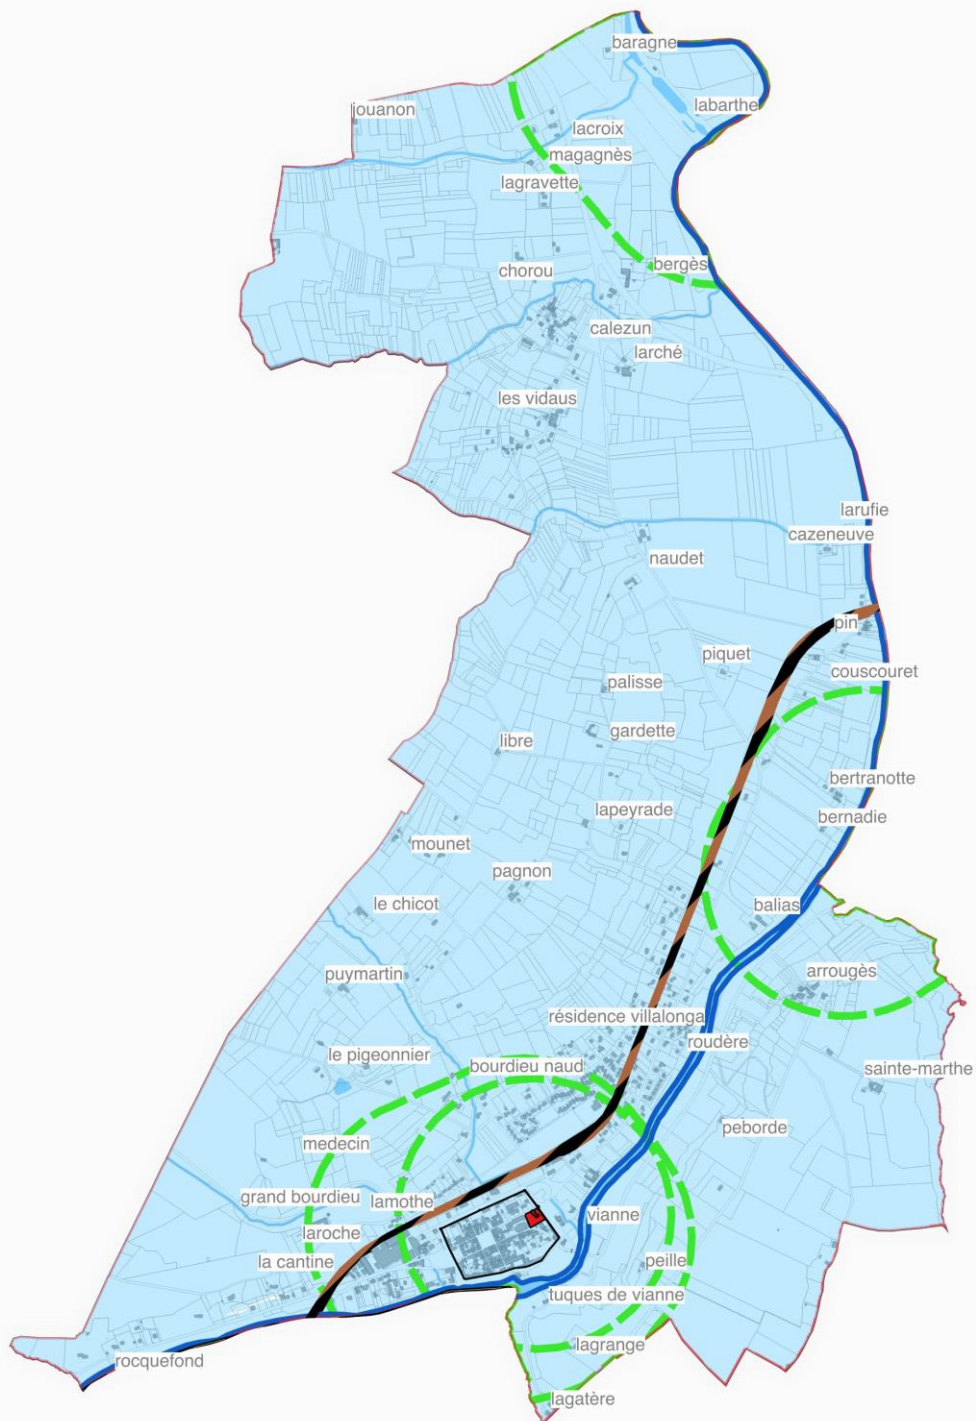 baragne
jouanon
labarthe
lacroix
magagnès
lagravette
bergès
chorou
calezun
larché
les vidaus
larufie
cazeneuve
naudet
pin
piquet
couscouret
palisse
gardette
libre
bertranotte
lapeyrade
bernadie
mounet
pagnon
le chicot
balias
puymartin
arrougès
résidence villalonga
roudère
le pigeonnier
bourdieu naud
sainte-marthe
peborde
medecin
grand bourdieu
lamothe
vianne
laroche
la cantine
peille
tuques de vianne
lagrange
rocquefond
lagatère